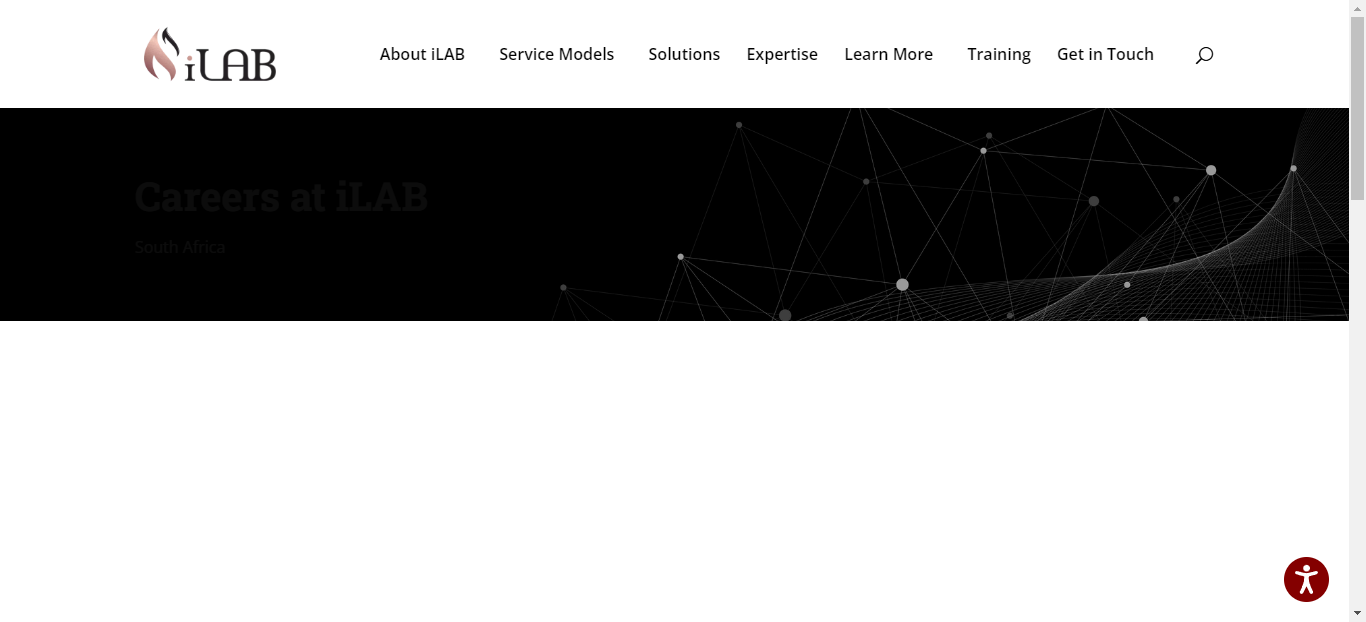 iLAB
About iLAB
Service Models
Solutions
Expertise
Learn More
Training
Get in Touch
Careers at iLAB
South Africa